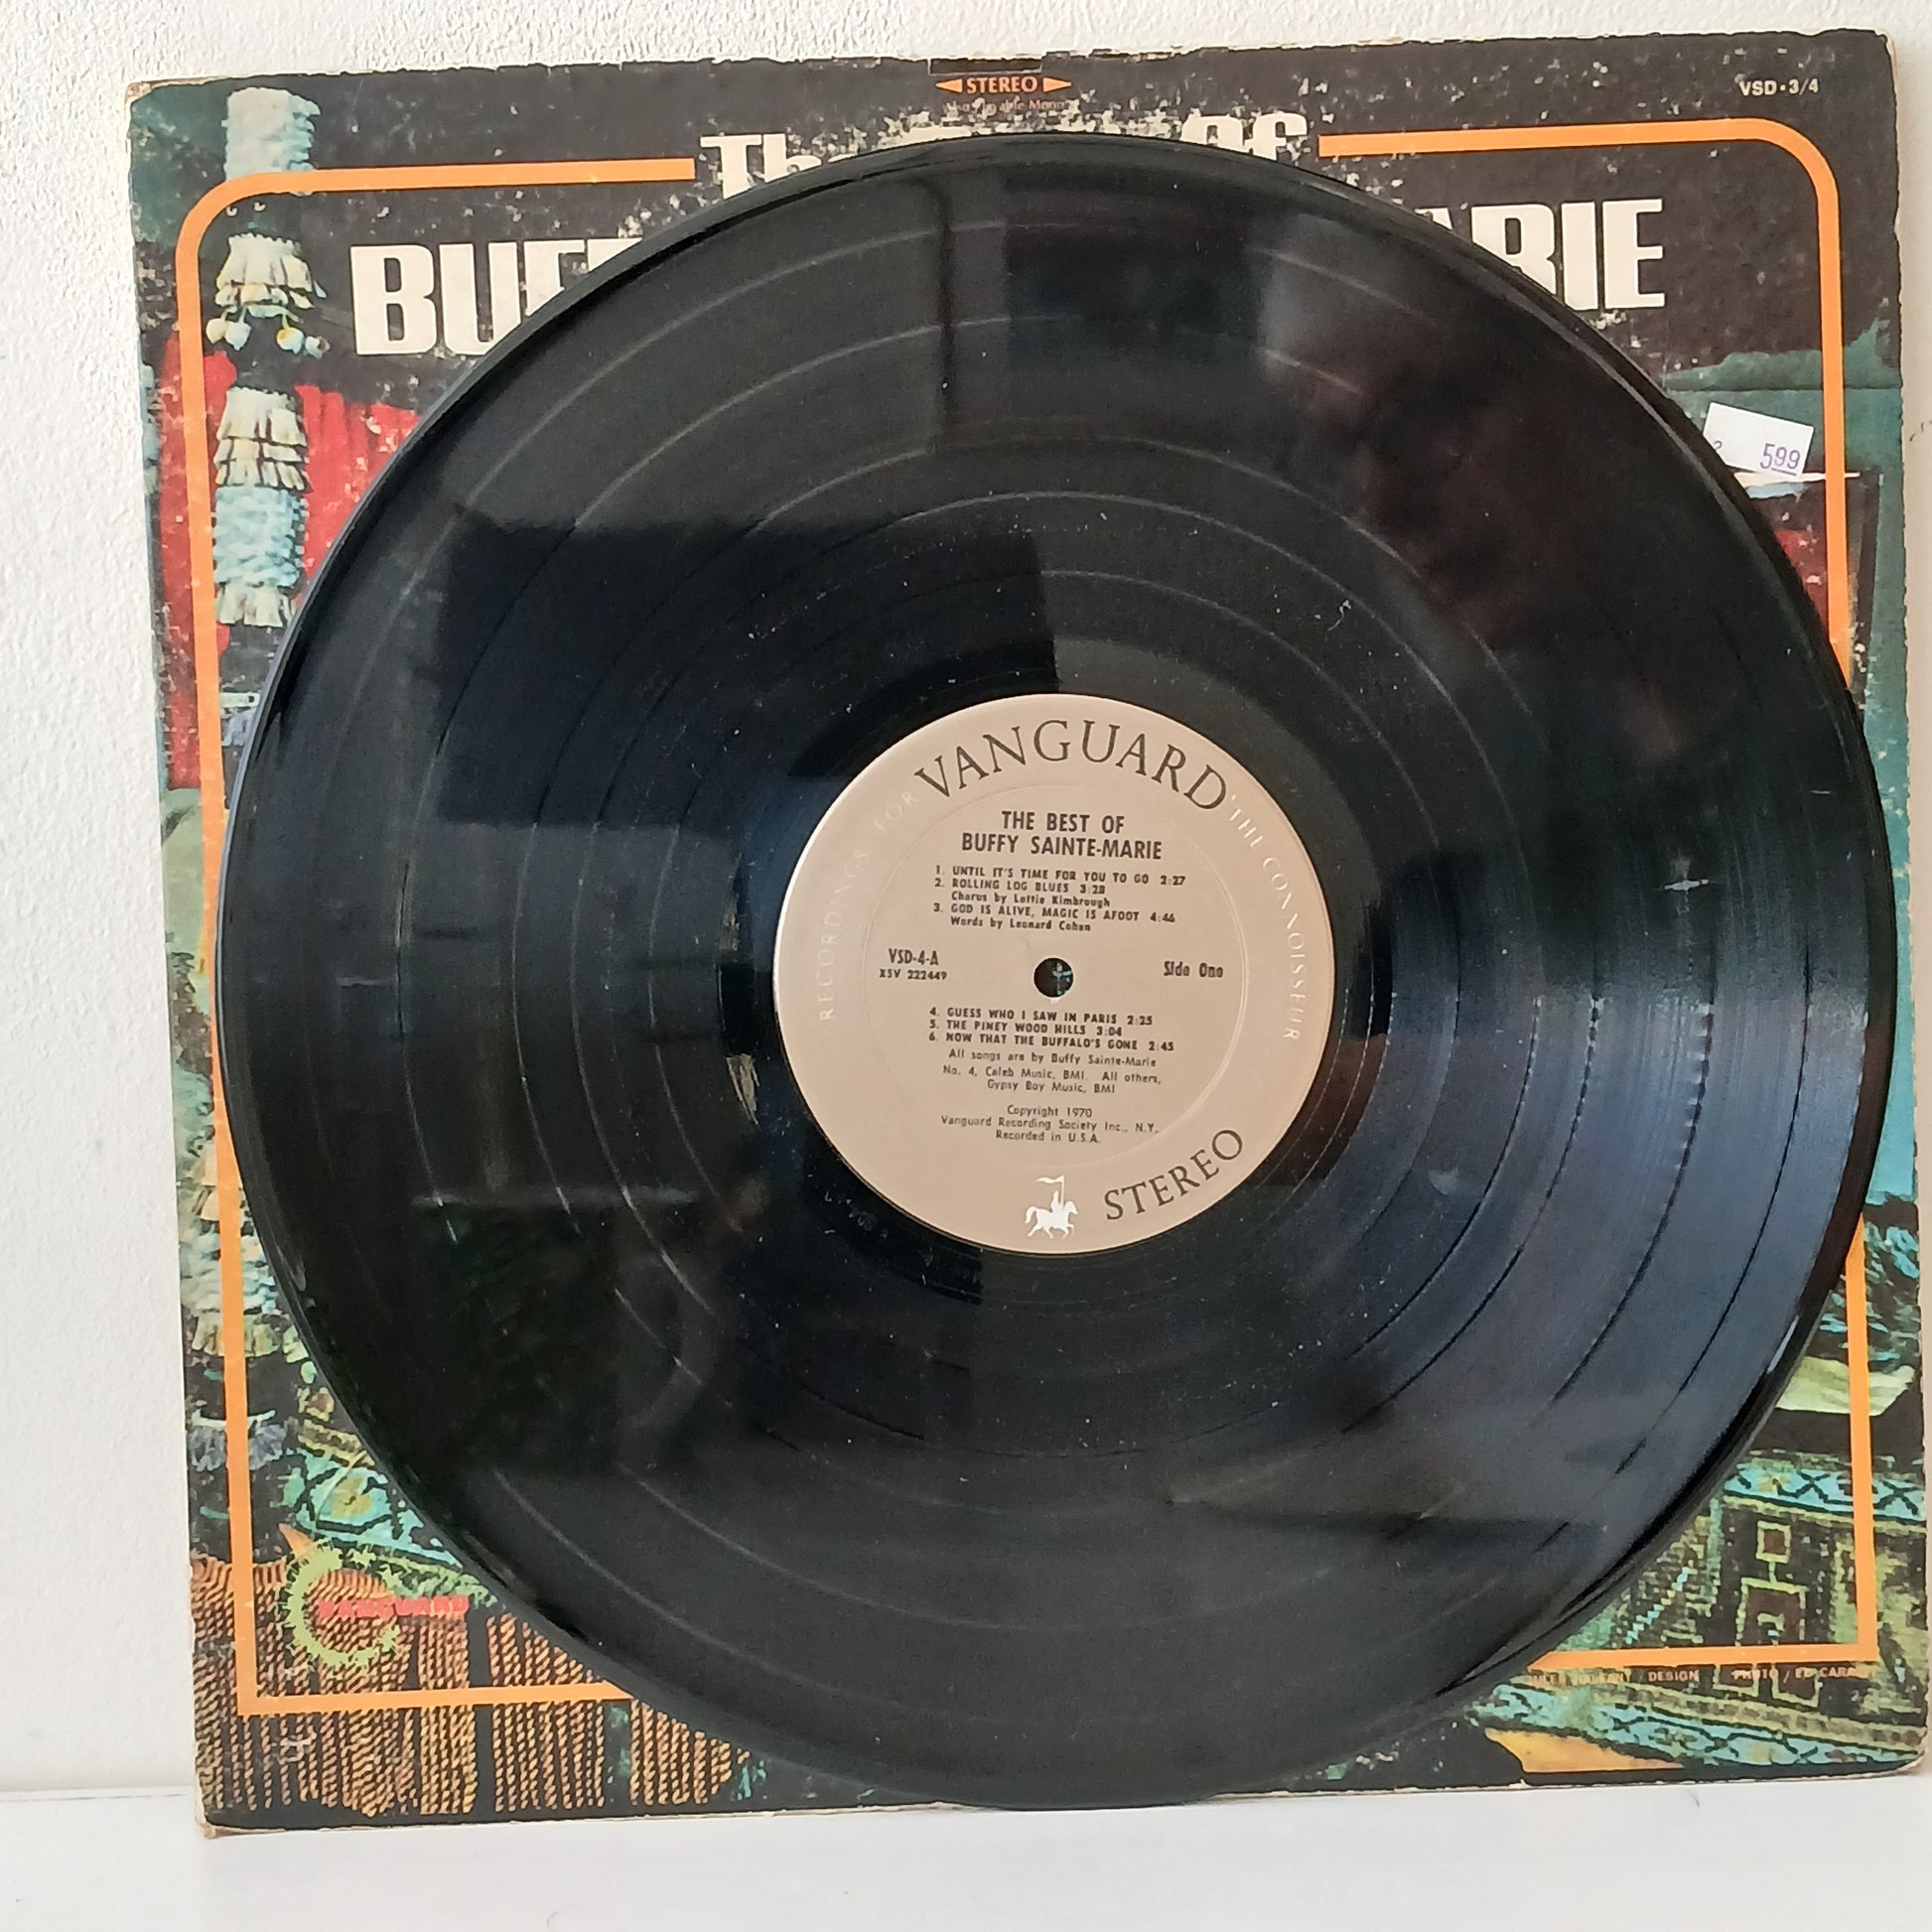 STEREO
VSD·3/4
Of
599
VANGUARD
RECORDINGS FOR THE CONNOISSEUR
THE BEST OF
BUFFY SAINTE-MARIE
1. UNTIL IT'S TIME FOR YOU TO GO 2:27
2. ROLLING LOG BLUES 3:28
Chorus by Lottie Kimbrough
3. GOD IS ALIVE, MAGIC IS AFOOT 4:46
Words by Leonard Cohen
VSD-4-A
XSV 222449
Side One
4. GUESS WHO I SAW IN PARIS 2:25
5. THE PINEY WOOD HILLS 3:04
6. NOW THAT THE BUFFALO'S GONE 2:45
All songs are by Buffy Sainte-Marie
No. 4, Caleb Music, BMI. All others,
Gypsy Boy Music, BMI
Copyright 1970
Vanguard Recording Society Inc., N.Y.
Recorded in U.S.A.
STEREO
VANGUARD
DESIGN PHOTO / ED